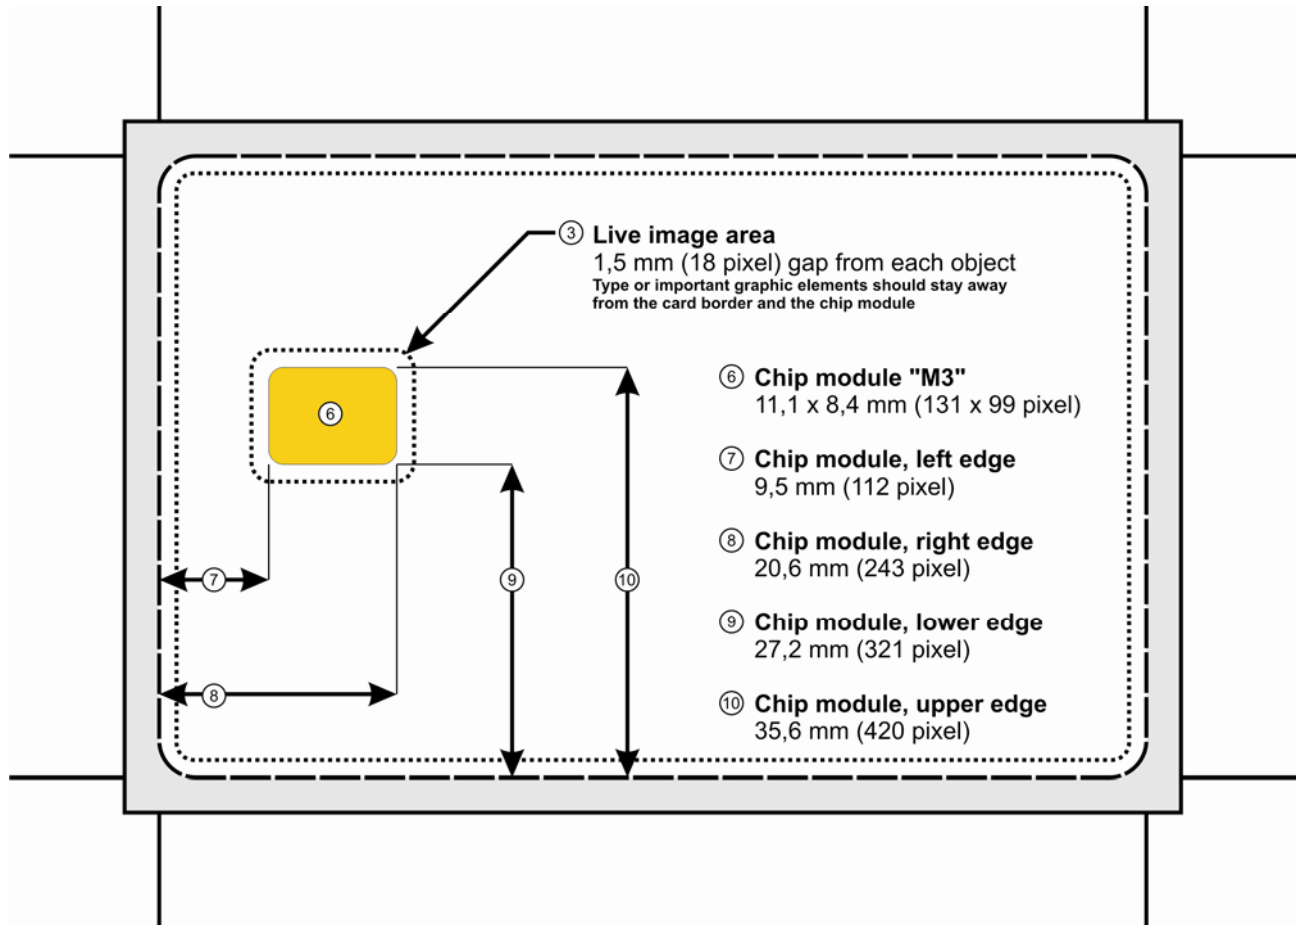 ③ Live image area
1,5 mm (18 pixel) gap from each object
Type or important graphic elements should stay away
from the card border and the chip module
⑥ Chip module "M3"
11,1 x 8,4 mm (131 x 99 pixel)
⑥
⑦ Chip module, left edge
9,5 mm (112 pixel)
⑧ Chip module, right edge
20,6 mm (243 pixel)
⑦
⑨
⑩
⑨ Chip module, lower edge
27,2 mm (321 pixel)
⑧
⑩ Chip module, upper edge
35,6 mm (420 pixel)